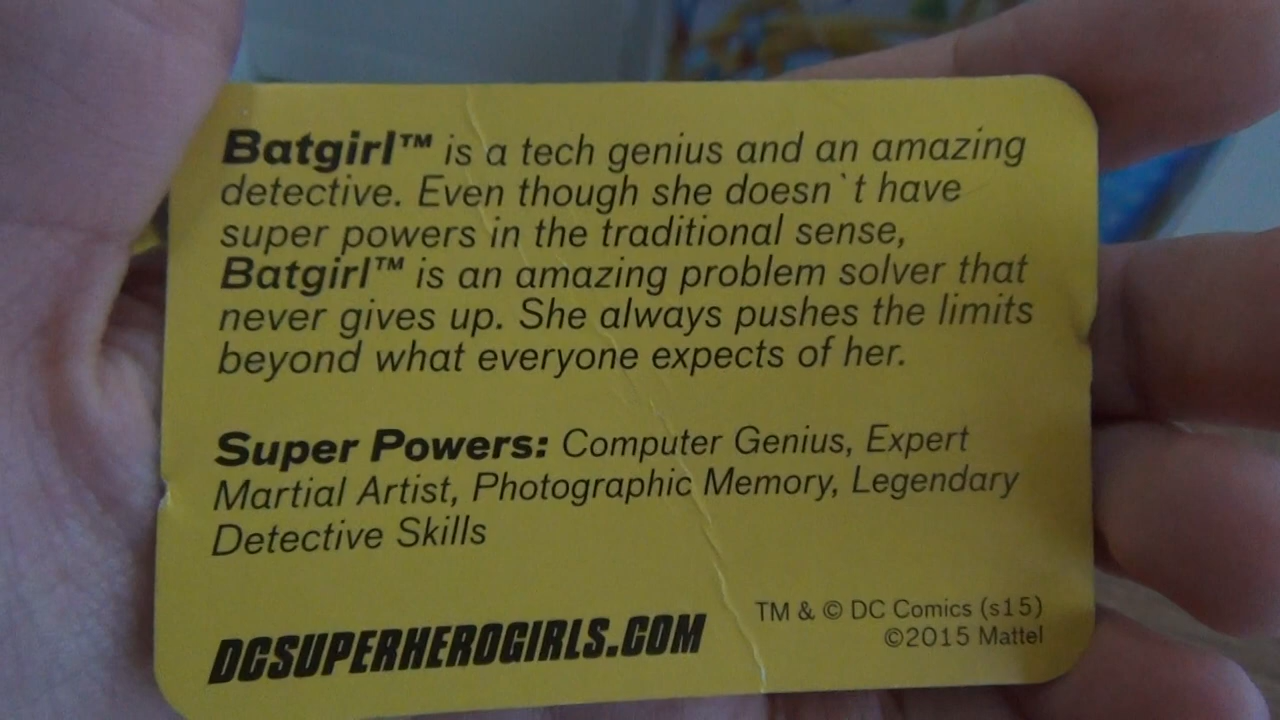 Batgirl™ is a tech genius and an amazing
detective. Even though she doesn`t have
super powers in the traditional sense,
Batgirl™ is an amazing problem solver that
never gives up. She always pushes the limits
beyond what everyone expects of her.
Super Powers: Computer Genius, Expert
Martial Artist, Photographic Memory, Legendary
Detective Skills
DCSUPERHEROGIRLS.COM
TM & © DC Comics (s15)
©2015 Mattel